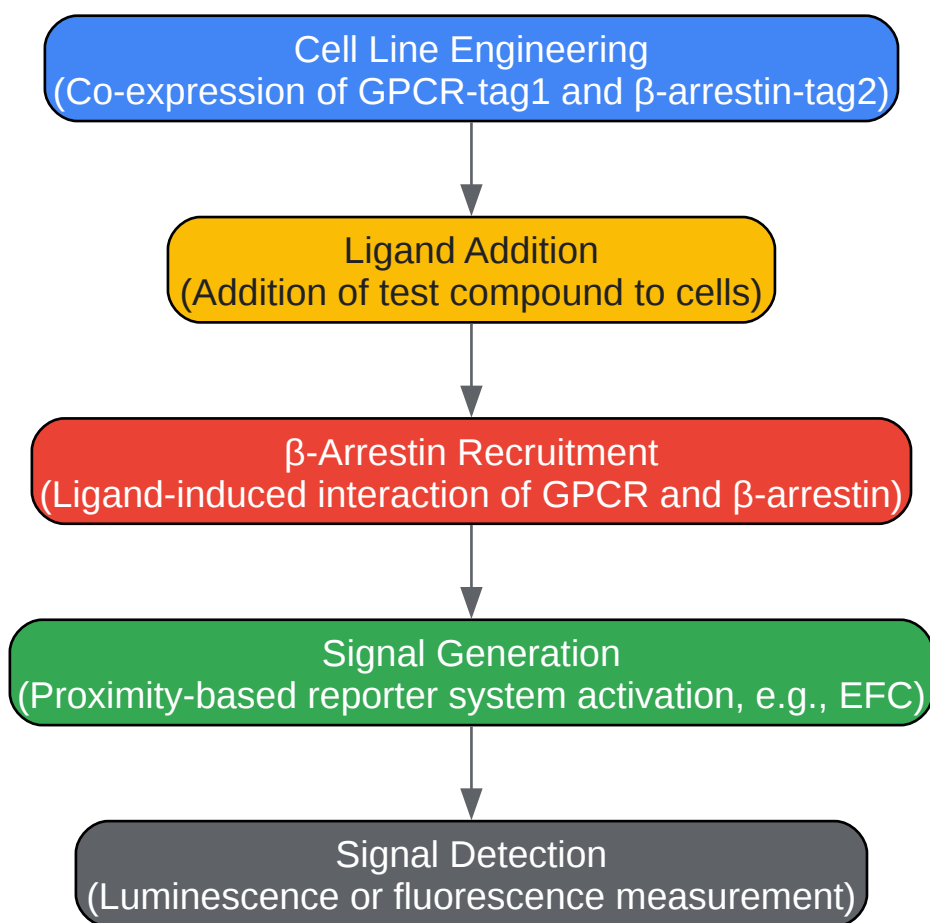 Cell Line Engineering
(Co-expression of GPCR-tag1 and β-arrestin-tag2)
Ligand Addition
(Addition of test compound to cells)
β-Arrestin Recruitment
(Ligand-induced interaction of GPCR and β-arrestin)
Signal Generation
(Proximity-based reporter system activation, e.g., EFC)
Signal Detection
(Luminescence or fluorescence measurement)